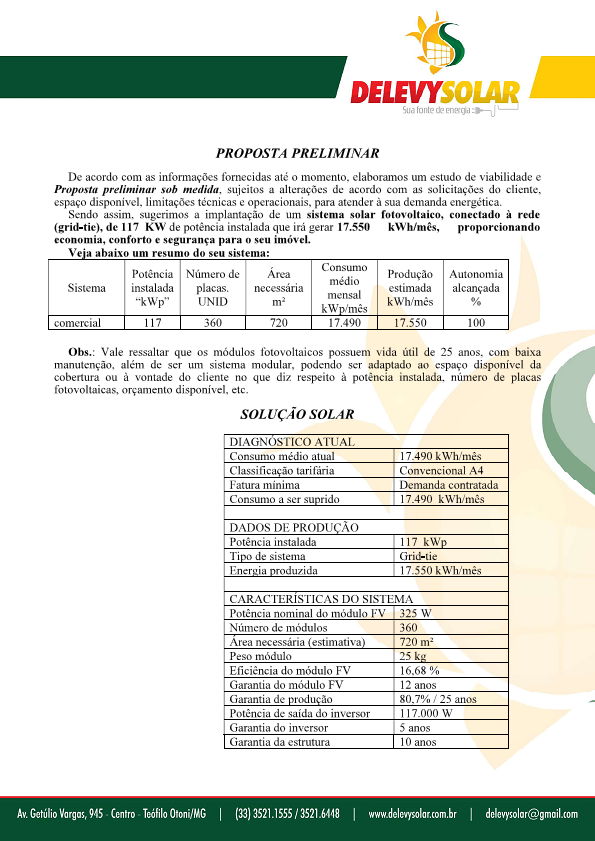 DELEVYSOLAR
Sua fonte de energia
PROPOSTA PRELIMINAR
De acordo com as informações fornecidas até o momento, elaboramos um estudo de viabilidade e
Proposta preliminar sob medida, sujeitos a alterações de acordo com as solicitações do cliente,
espaço disponível, limitações técnicas e operacionais, para atender à sua demanda energética.
Sendo assim, sugerimos a implantação de um sistema solar fotovoltaico, conectado à rede
(grid-tie), de 117 KW de potência instalada que irá gerar 17.550 kWh/mês, proporcionando
economia, conforto e segurança para o seu imóvel.
Veja abaixo um resumo do seu sistema:
Sistema Potência instalada “kWp” Número de placas. UNID Área necessária m² Consumo médio mensal kWp/mês Produção estimada kWh/mês Autonomia alcançada %
comercial 117 360 720 17.490 17.550 100
Obs.: Vale ressaltar que os módulos fotovoltaicos possuem vida útil de 25 anos, com baixa
manutenção, além de ser um sistema modular, podendo ser adaptado ao espaço disponível da
cobertura ou à vontade do cliente no que diz respeito à potência instalada, número de placas
fotovoltaicas, orçamento disponível, etc.
SOLUÇÃO SOLAR
DIAGNÓSTICO ATUAL
Consumo médio atual 17.490 kWh/mês
Classificação tarifária Convencional A4
Fatura mínima Demanda contratada
Consumo a ser suprido 17.490 kWh/mês
DADOS DE PRODUÇÃO
Potência instalada 117 kWp
Tipo de sistema Grid-tie
Energia produzida 17.550 kWh/mês
CARACTERÍSTICAS DO SISTEMA
Potência nominal do módulo FV 325 W
Número de módulos 360
Área necessária (estimativa) 720 m²
Peso módulo 25 kg
Eficiência do módulo FV 16,68 %
Garantia do módulo FV 12 anos
Garantia de produção 80,7% / 25 anos
Potência de saída do inversor 117.000 W
Garantia do inversor 5 anos
Garantia da estrutura 10 anos
Av. Getúlio Vargas, 945 - Centro - Teófilo Otoni/MG | (33) 3521.1555 / 3521.6448 | www.delevysolar.com.br | delevysolar@gmail.com